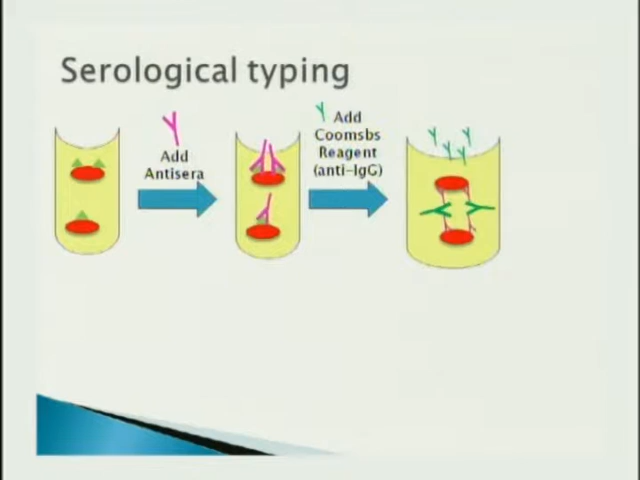 Serological typing
Add
Antisera
Add
Coomsbs
Reagent
(anti-IgG)